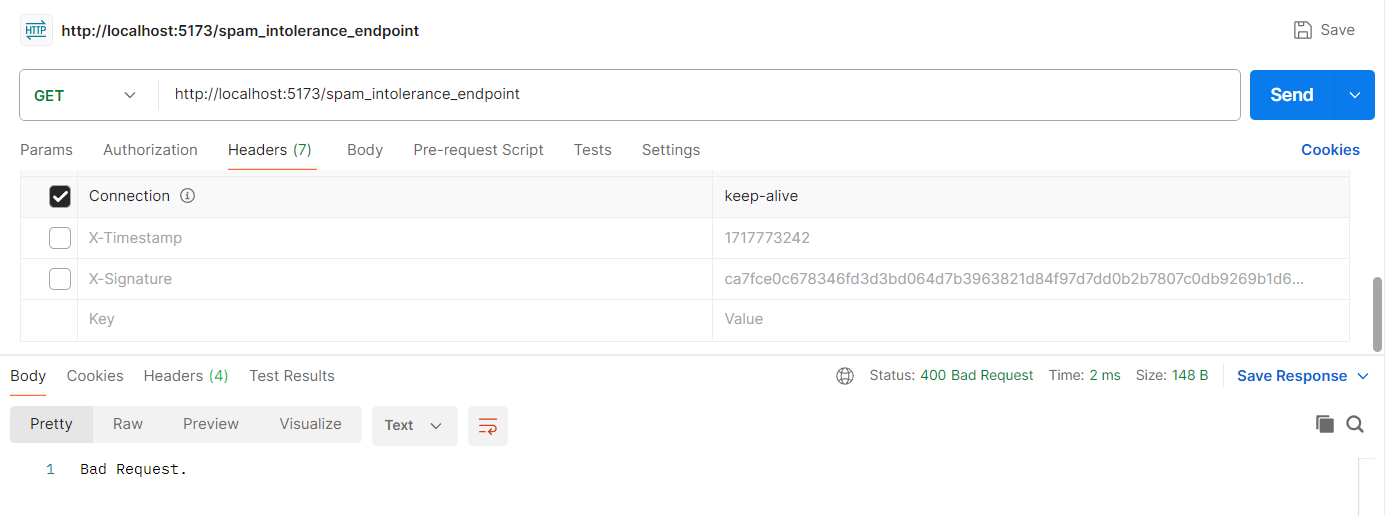 HTTP http://localhost:5173/spam_intolerance_endpoint Save
GET http://localhost:5173/spam_intolerance_endpoint Send
Params Authorization Headers (7) Body Pre-request Script Tests Settings Cookies
Connection keep-alive
X-Timestamp 1717773242
X-Signature ca7fce0c678346fd3d3bd064d7b3963821d84f97d7dd0b2b7807c0db9269b1d6...
Key Value
Body Cookies Headers (4) Test Results Status: 400 Bad Request Time: 2 ms Size: 148 B Save Response
Pretty Raw Preview Visualize Text
1 Bad Request.